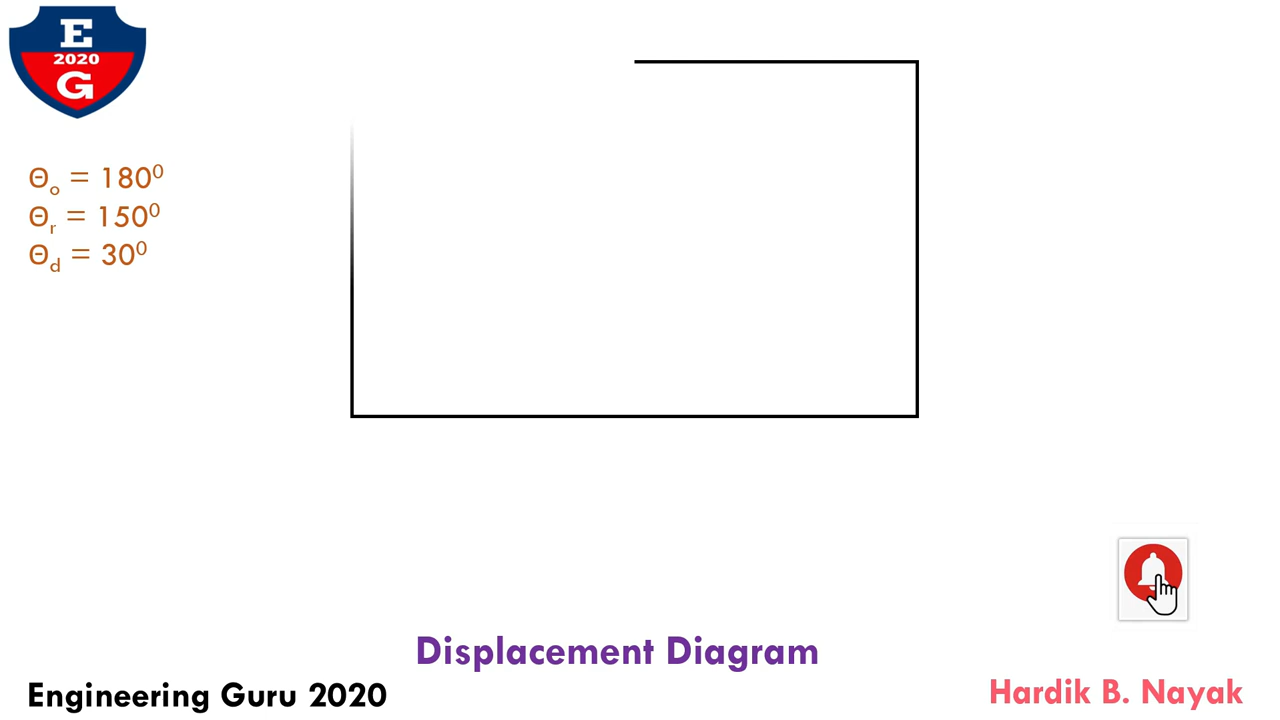 E
2020
G
Θₒ = 180⁰
Θᵣ = 150⁰
Θd = 30⁰
Displacement Diagram
Engineering Guru 2020
Hardik B. Nayak